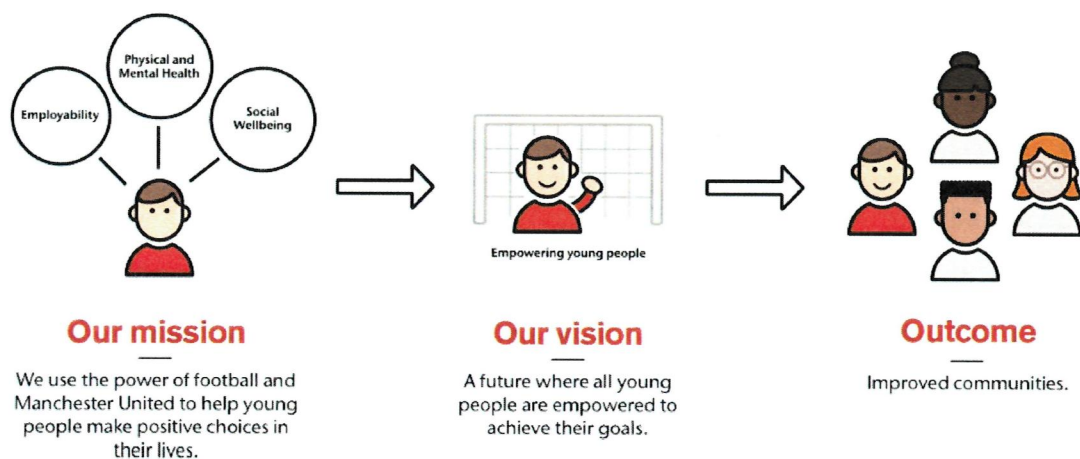 Physical and
Mental Health
Employability
Social
Wellbeing
Empowering young people
Our mission
We use the power of football and
Manchester United to help young
people make positive choices in
their lives.
Our vision
A future where all young
people are empowered to
achieve their goals.
Outcome
Improved communities.